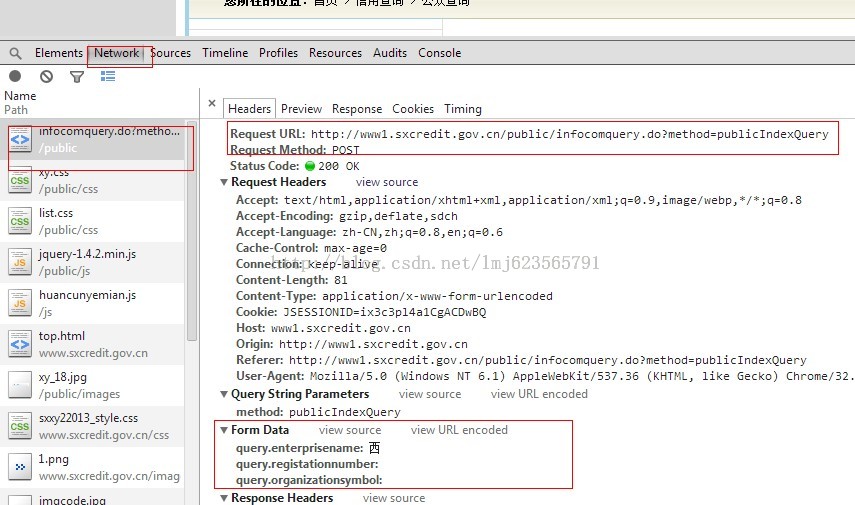 您所在的位置：首页 > 信用查询 > 公众查询
Elements Network Sources Timeline Profiles Resources Audits Console
Name
Path
infocomquery.do?metho...
/public
xy.css
/public/css
list.css
/public/css
jquery-1.4.2.min.js
/public/js
huancunyemian.js
/js
top.html
www.sxcredit.gov.cn
xy_18.jpg
/public/images
sxxy22013_style.css
www.sxcredit.gov.cn/css
1.png
www.sxcredit.gov.cn/imag
imgcode.jpg
× Headers Preview Response Cookies Timing
Request URL: http://www1.sxcredit.gov.cn/public/infocomquery.do?method=publicIndexQuery
Request Method: POST
Status Code: 200 OK
▼Request Headers view source
Accept: text/html,application/xhtml+xml,application/xml;q=0.9,image/webp,*/*;q=0.8
Accept-Encoding: gzip,deflate,sdch
Accept-Language: zh-CN,zh;q=0.8,en;q=0.6
Cache-Control: max-age=0
Connection: keep-alive
http://blog.csdn.net/lmj623565791
Content-Length: 81
Content-Type: application/x-www-form-urlencoded
Cookie: JSESSIONID=ix3c3pl4a1CgACDwBQ
Host: www1.sxcredit.gov.cn
Origin: http://www1.sxcredit.gov.cn
Referer: http://www1.sxcredit.gov.cn/public/infocomquery.do?method=publicIndexQuery
User-Agent: Mozilla/5.0 (Windows NT 6.1) AppleWebKit/537.36 (KHTML, like Gecko) Chrome/32.
▼Query String Parameters view source view URL encoded
method: publicIndexQuery
▼Form Data view source view URL encoded
query.enterprisename: 西
query.registationnumber:
query.organizationsymbol:
▼Response Headers view source